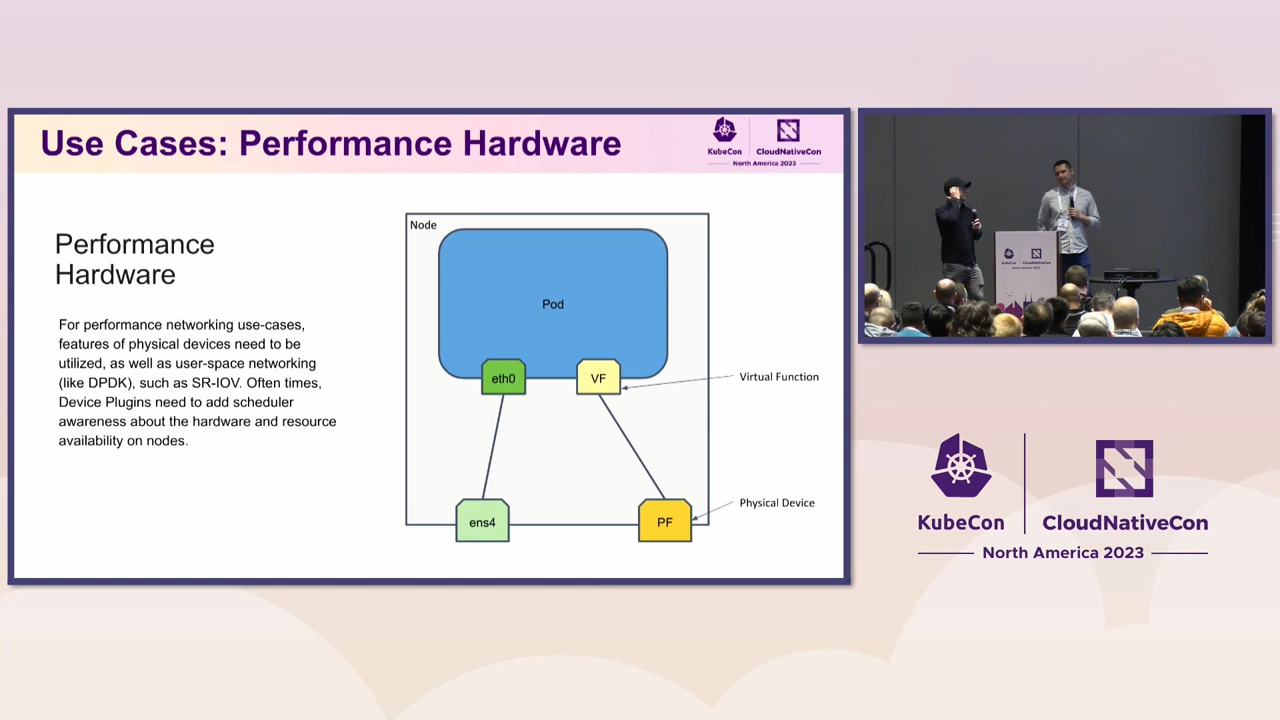 Use Cases: Performance Hardware
KubeCon
CloudNativeCon
North America 2023
Performance
Hardware
For performance networking use-cases,
features of physical devices need to be
utilized, as well as user-space networking
(like DPDK), such as SR-IOV. Often times,
Device Plugins need to add scheduler
awareness about the hardware and resource
availability on nodes.
Node
Pod
eth0
VF
Virtual Function
ens4
PF
Physical Device
KubeCon
CloudNativeCon
North America 2023